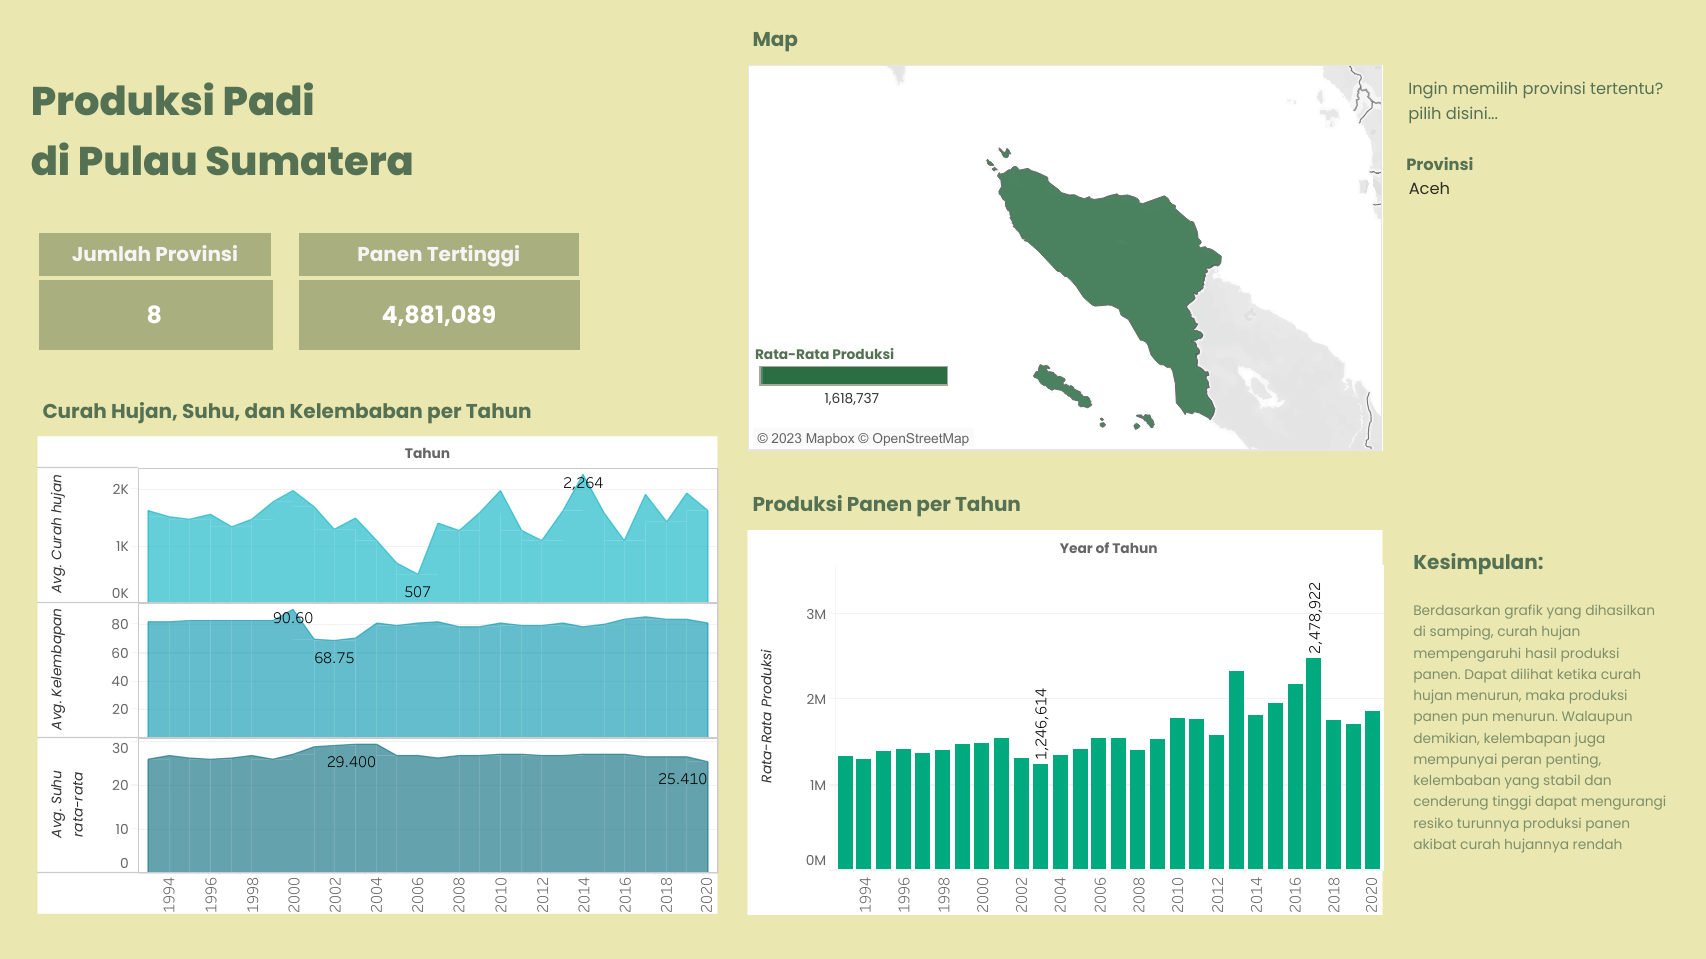 Produksi Padi
di Pulau Sumatera
Jumlah Provinsi
8
Panen Tertinggi
4,881,089
Curah Hujan, Suhu, dan Kelembaban per Tahun
Tahun
Avg. Curah hujan
2K
1K
0K
2,264
507
Avg. Kelembapan
80
60
40
20
90.60
68.75
Avg. Suhu
rata-rata
30
20
10
0
29.400
25.410
1994
1996
1998
2000
2002
2004
2006
2008
2010
2012
2014
2016
2018
2020
Map
Rata-Rata Produksi
1,618,737
© 2023 Mapbox © OpenStreetMap
Ingin memilih provinsi tertentu?
pilih disini...
Provinsi
Aceh
Produksi Panen per Tahun
Year of Tahun
Rata-Rata Produksi
3M
2M
1M
0M
1,246,614
2,478,922
1994
1996
1998
2000
2002
2004
2006
2008
2010
2012
2014
2016
2018
2020
Kesimpulan:
Berdasarkan grafik yang dihasilkan
di samping, curah hujan
mempengaruhi hasil produksi
panen. Dapat dilihat ketika curah
hujan menurun, maka produksi
panen pun menurun. Walaupun
demikian, kelembapan juga
mempunyai peran penting,
kelembaban yang stabil dan
cenderung tinggi dapat mengurangi
resiko turunnya produksi panen
akibat curah hujannya rendah